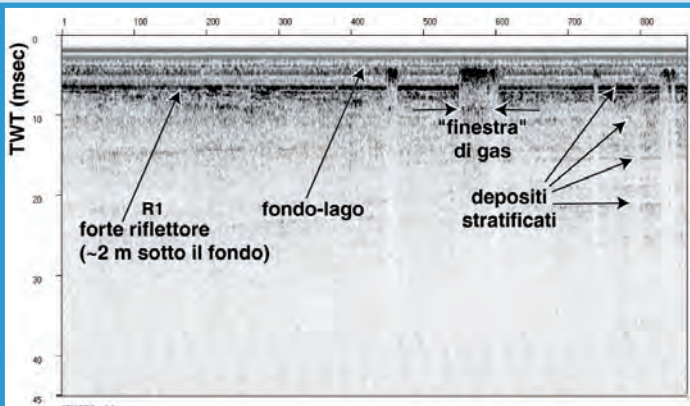 1 100 200 300 400 500 600 700 800
TWT (msec)
0
10
20
30
40
45
"finestra"
di gas
R1
forte riflettore
(~2 m sotto il fondo)
fondo-lago
depositi
stratificati